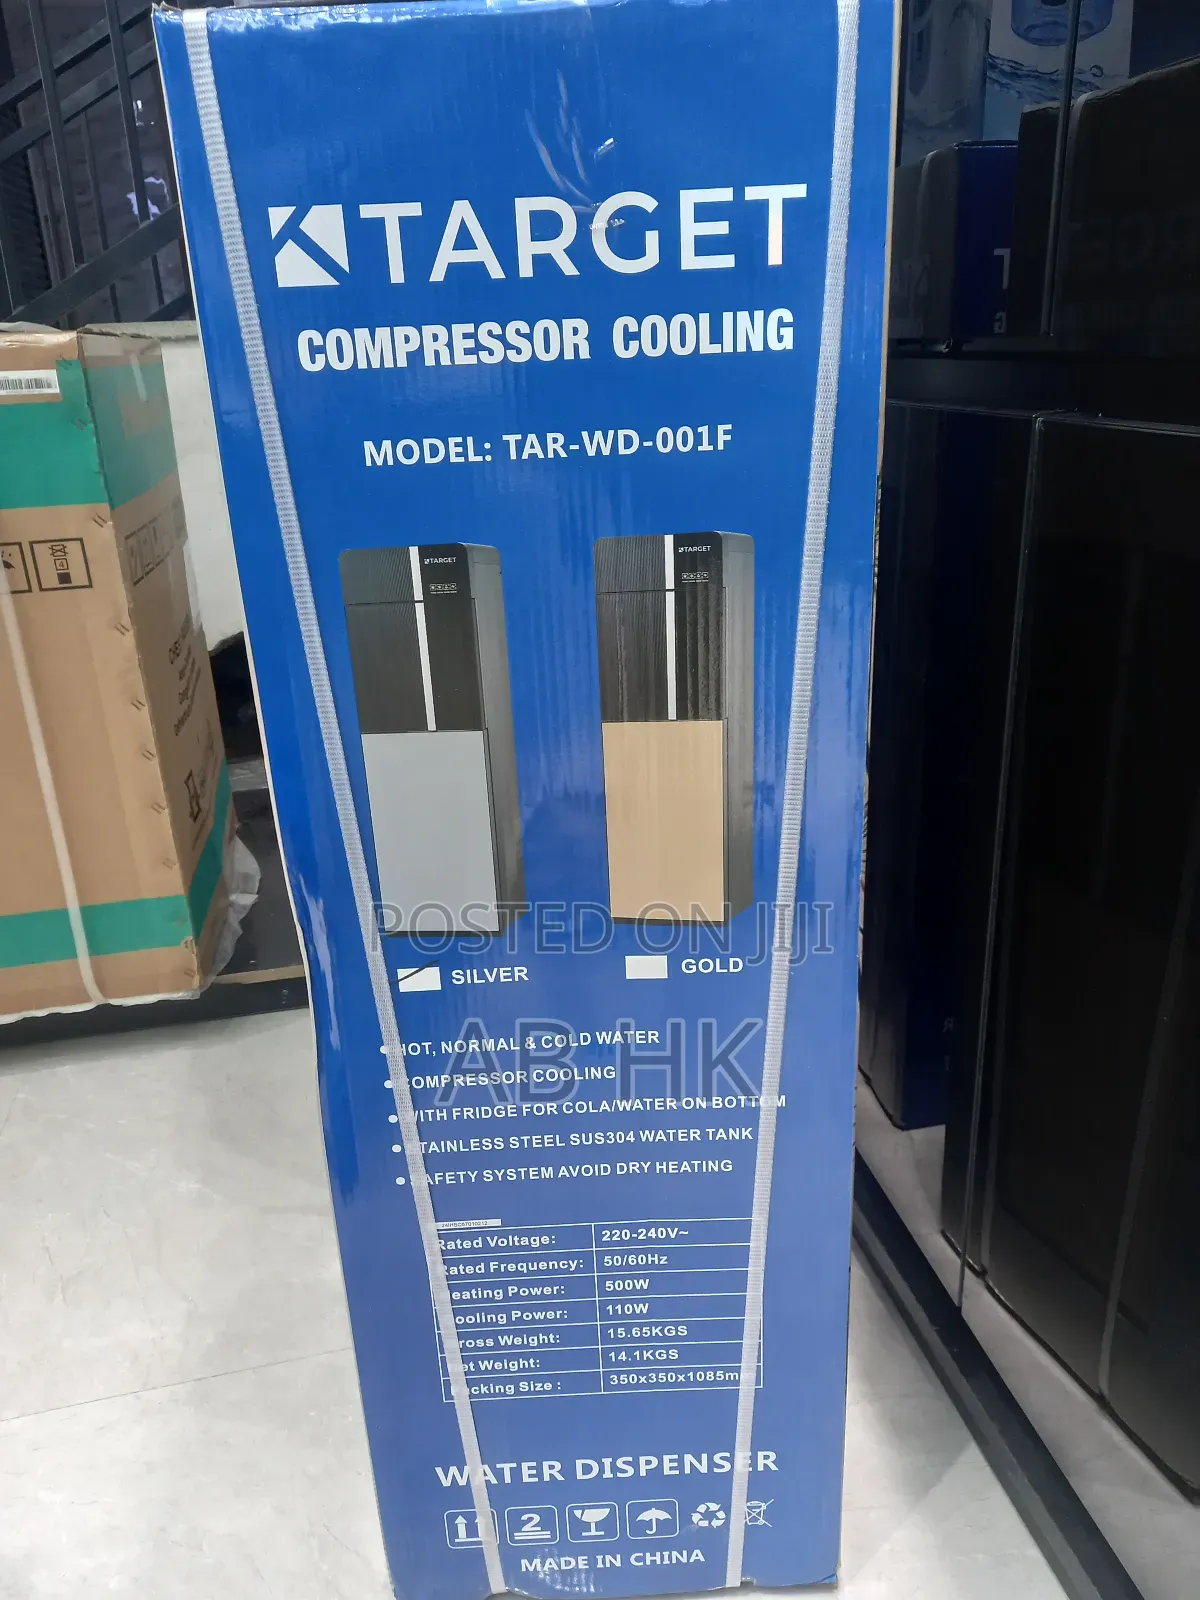 TARGET
COMPRESSOR COOLING
MODEL: TAR-WD-001F
TARGET
TARGET
POSTED ON JIJI
SILVER
GOLD
AB HK
HOT, NORMAL & COLD WATER
COMPRESSOR COOLING
WITH FRIDGE FOR COLA/WATER ON BOTTOM
STAINLESS STEEL SUS304 WATER TANK
SAFETY SYSTEM AVOID DRY HEATING
Rated Voltage: 220-240V~
Rated Frequency: 50/60Hz
Heating Power: 500W
Cooling Power: 110W
Gross Weight: 15.65KGS
Net Weight: 14.1KGS
Packing Size : 350x350x1085mm
WATER DISPENSER
2
MADE IN CHINA
4